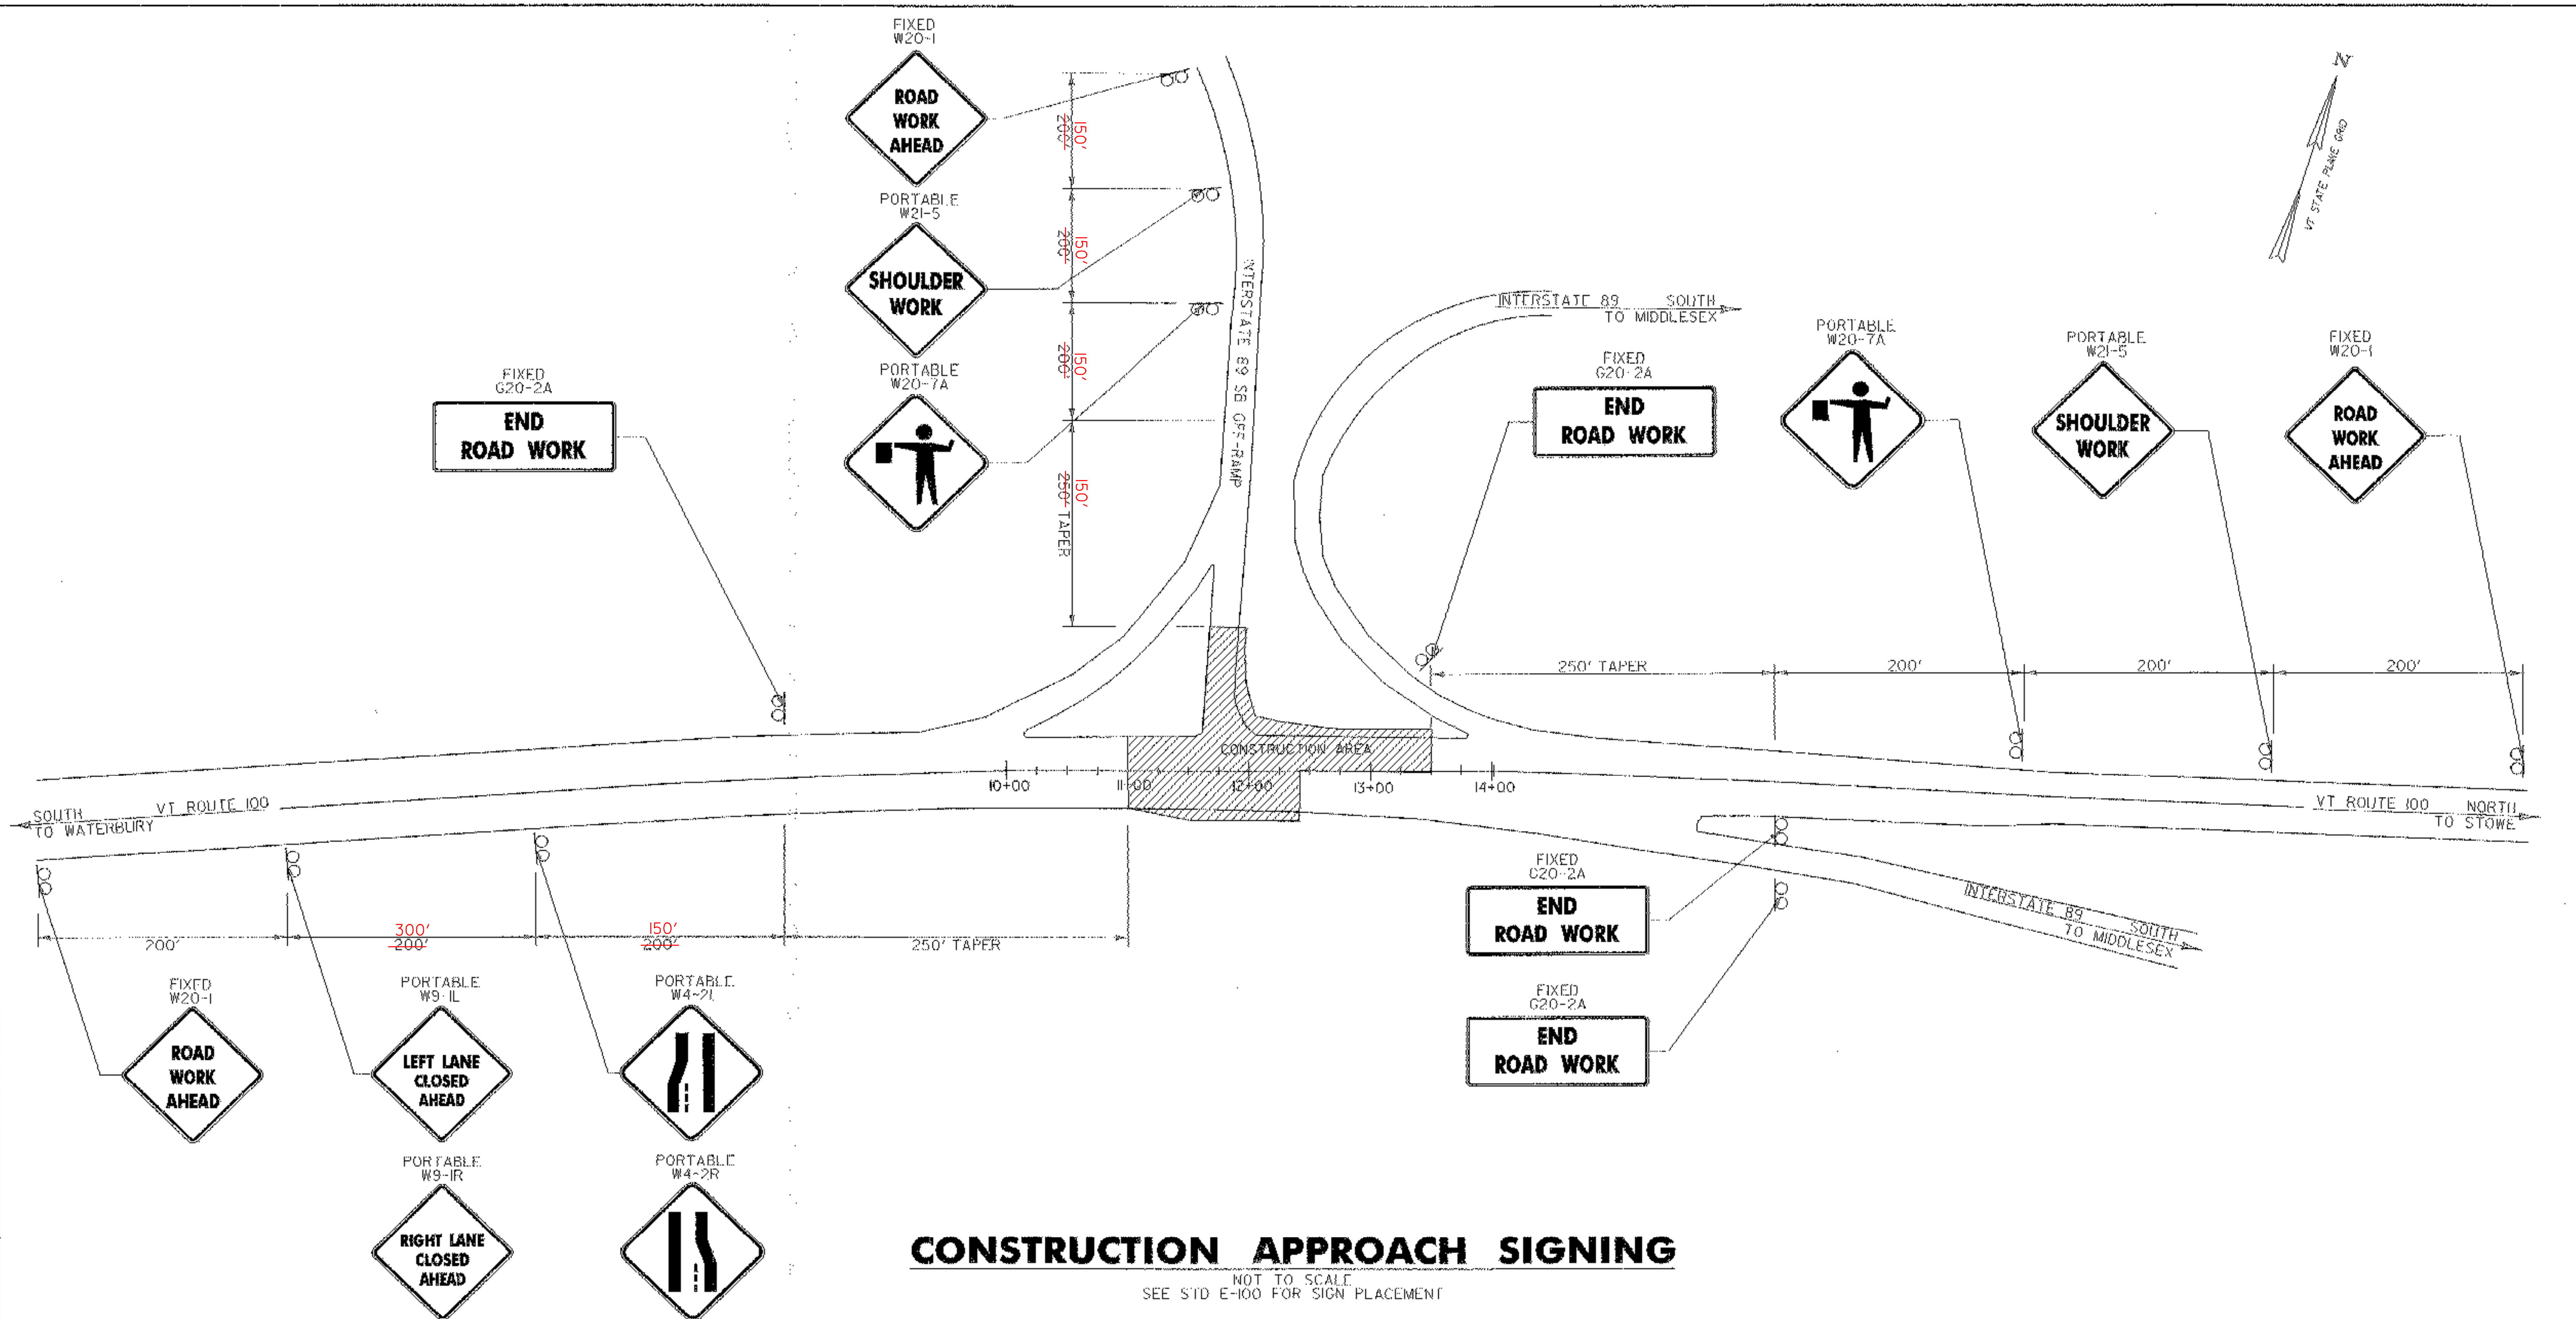 FIXED
W20-1
ROAD
WORK
AHEAD
150'
200'
PORTABLE
W21-5
SHOULDER
WORK
150'
200'
PORTABLE
W20-7A
150'
200'
150'
250' TAPER
INTERSTATE 89 SB OFF-RAMP
N
VT STATE PLANE GRID
FIXED
G20-2A
END
ROAD WORK
INTERSTATE 89 SOUTH
TO MIDDLESEX
FIXED
G20-2A
END
ROAD WORK
PORTABLE
W20-7A
PORTABLE
W21-5
SHOULDER
WORK
FIXED
W20-1
ROAD
WORK
AHEAD
250' TAPER
200'
200'
200'
CONSTRUCTION AREA
10+00
11+00
12+00
13+00
14+00
SOUTH VT ROUTE 100
TO WATERBURY
VT ROUTE 100 NORTH
TO STOWE
INTERSTATE 89 SOUTH
TO MIDDLESEX
200'
300'
200'
150'
200'
250' TAPER
FIXED
G20-2A
END
ROAD WORK
FIXED
G20-2A
END
ROAD WORK
FIXED
W20-1
ROAD
WORK
AHEAD
PORTABLE
W9-1L
LEFT LANE
CLOSED
AHEAD
PORTABLE
W4-2L
PORTABLE
W9-1R
RIGHT LANE
CLOSED
AHEAD
PORTABLE
W4-2R
CONSTRUCTION APPROACH SIGNING
NOT TO SCALE
SEE STD E-100 FOR SIGN PLACEMENT